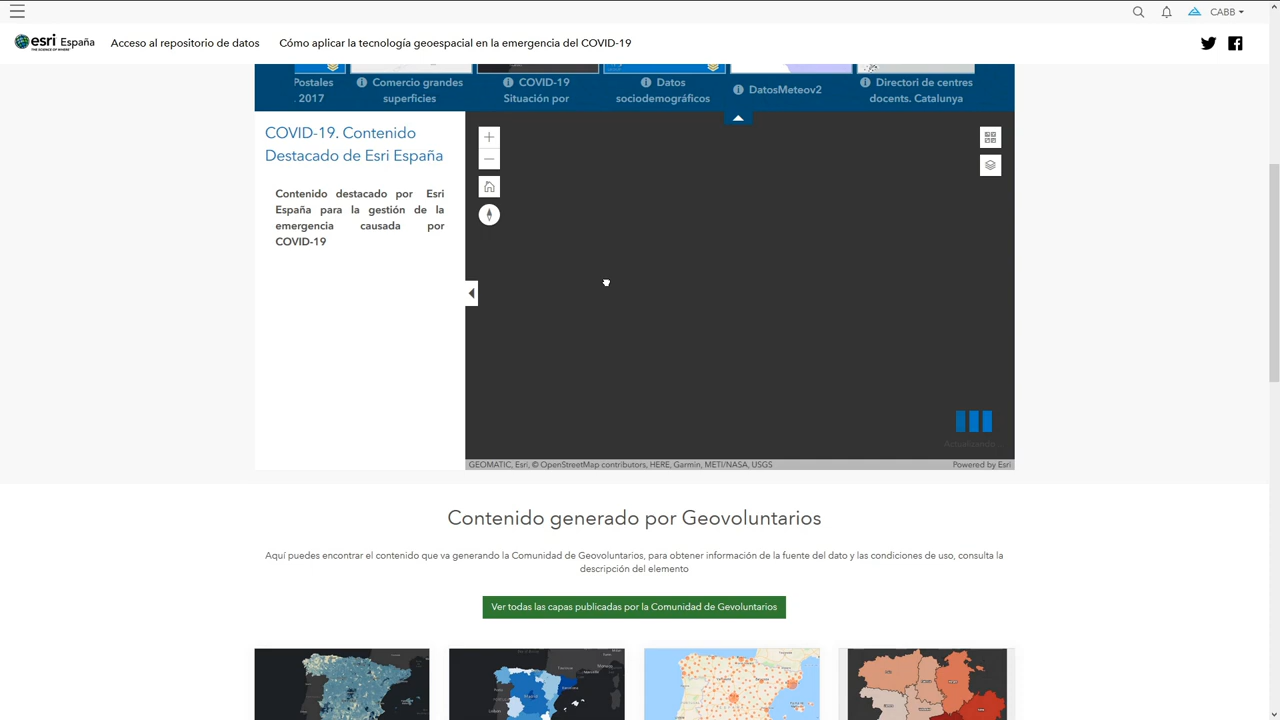 CABB
esri España
THE SCIENCE OF WHERE
Acceso al repositorio de datos
Cómo aplicar la tecnología geoespacial en la emergencia del COVID-19
Postales
. 2017
Comercio grandes
superficies
COVID-19
Situación por
Datos
sociodemográficos
DatosMeteov2
Directori de centres
docents. Catalunya
COVID-19. Contenido
Destacado de Esri España
Contenido destacado por Esri
España para la gestión de la
emergencia causada por
COVID-19
Actualizando...
GEOMATIC, Esri, © OpenStreetMap contributors, HERE, Garmin, METI/NASA, USGS
Powered by Esri
Contenido generado por Geovoluntarios
Aquí puedes encontrar el contenido que va generando la Comunidad de Geovoluntarios, para obtener información de la fuente del dato y las condiciones de uso, consulta la
descripción del elemento
Ver todas las capas publicadas por la Comunidad de Gevoluntarios